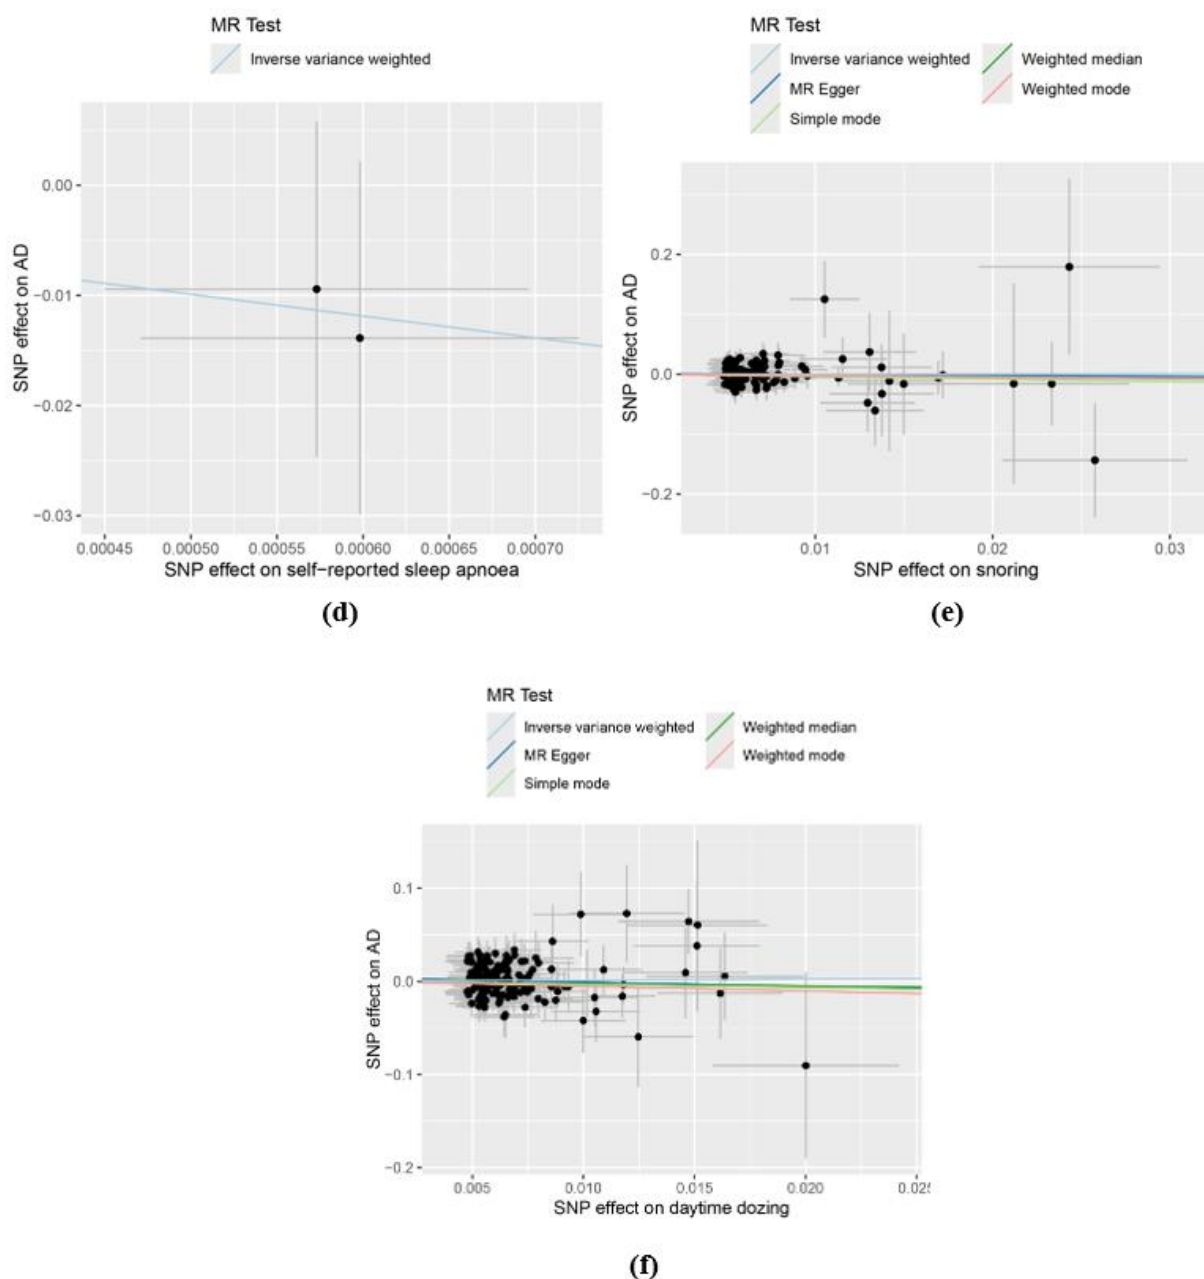 MR Test
Inverse variance weighted
0.00
−0.01
−0.02
−0.03
SNP effect on AD
0.00045 0.00050 0.00055 0.00060 0.00065 0.00070
SNP effect on self−reported sleep apnoea
(d)
MR Test
Inverse variance weighted Weighted median
MR Egger Weighted mode
Simple mode
0.2
0.0
−0.2
SNP effect on AD
0.01 0.02 0.03
SNP effect on snoring
(e)
MR Test
Inverse variance weighted Weighted median
MR Egger Weighted mode
Simple mode
0.1
0.0
−0.1
−0.2
SNP effect on AD
0.005 0.010 0.015 0.020 0.025
SNP effect on daytime dozing
(f)